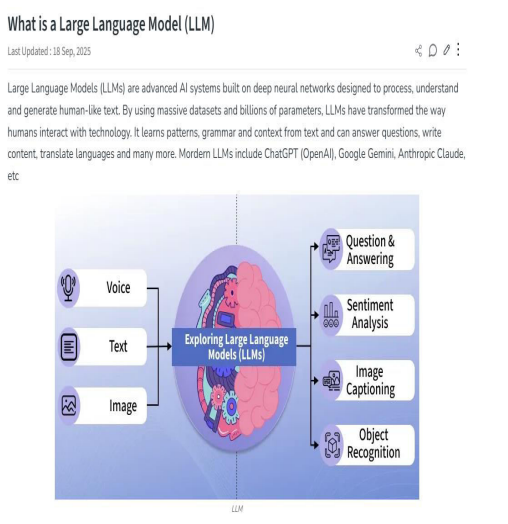 What is a Large Language Model (LLM)
Last Updated : 18 Sep, 2025
Large Language Models (LLMs) are advanced AI systems built on deep neural networks designed to process, understand
and generate human-like text. By using massive datasets and billions of parameters, LLMs have transformed the way
humans interact with technology. It learns patterns, grammar and context from text and can answer questions, write
content, translate languages and many more. Mordern LLMs include ChatGPT (OpenAI), Google Gemini, Anthropic Claude,
etc
Voice
Text
Image
Exploring Large Language
Models (LLMs)
Question &
Answering
Sentiment
Analysis
Image
Captioning
Object
Recognition
LLM